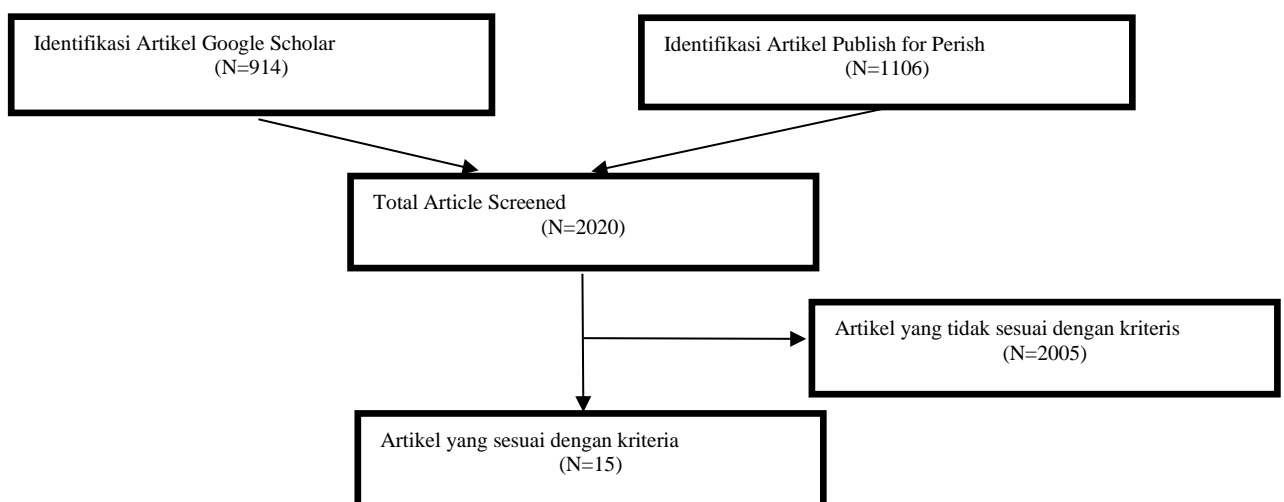 Identifikasi Artikel Google Scholar
(N=914)
Identifikasi Artikel Publish for Perish
(N=1106)
Total Article Screened
(N=2020)
Artikel yang tidak sesuai dengan kriteris
(N=2005)
Artikel yang sesuai dengan kriteria
(N=15)